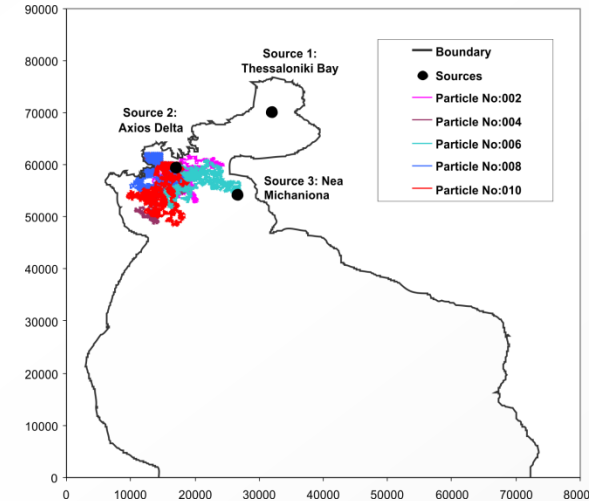 90000
80000
70000
60000
50000
40000
30000
20000
10000
0
0
10000
20000
30000
40000
50000
60000
70000
80000
Source 1:
Thessaloniki Bay
Source 2:
Axios Delta
Source 3: Nea
Michaniona
Boundary
Sources
Particle No:002
Particle No:004
Particle No:006
Particle No:008
Particle No:010